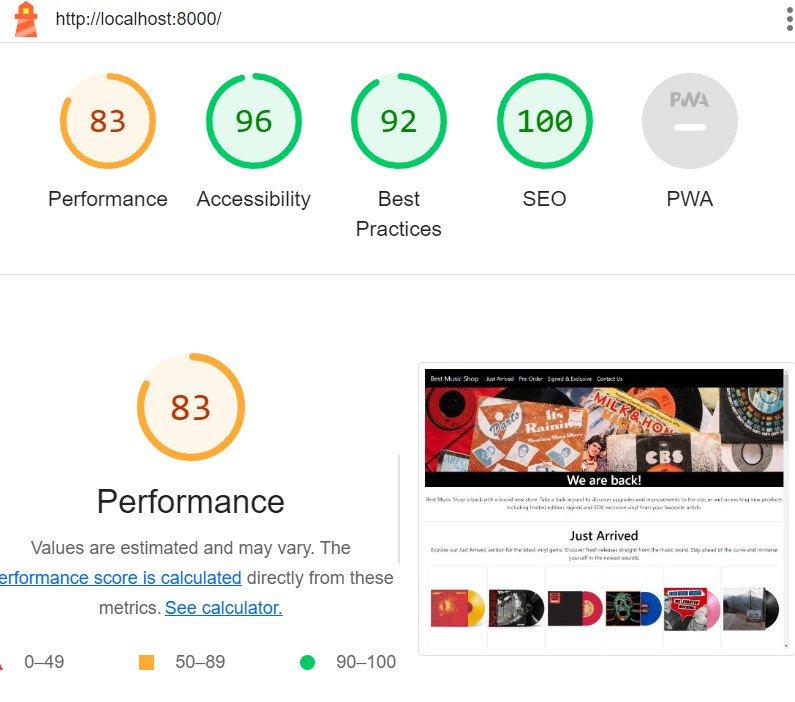 http://localhost:8000/
83 96 92 100 PWA
Performance Accessibility Best Practices SEO PWA
83
Performance
Values are estimated and may vary. The
erformance score is calculated directly from these
metrics. See calculator.
0–49 50–89 90–100
Best Music Shop Just Arrived Pre-Order Signed & Exclusive Contact Us
It's
Raining
MILK & HONEY
CBS
We are back!
Best Music Shop is back with a brand new store. Take a look around to discover upgrades and improvements to the site, as well as exciting new products
including limited edition, signed and SOV exclusive vinyl from your favourite artists.
Just Arrived
Explore our Just Arrived section for the latest vinyl gems. Discover fresh releases straight from the music world. Stay ahead of the curve and immerse
yourself in the newest sounds.